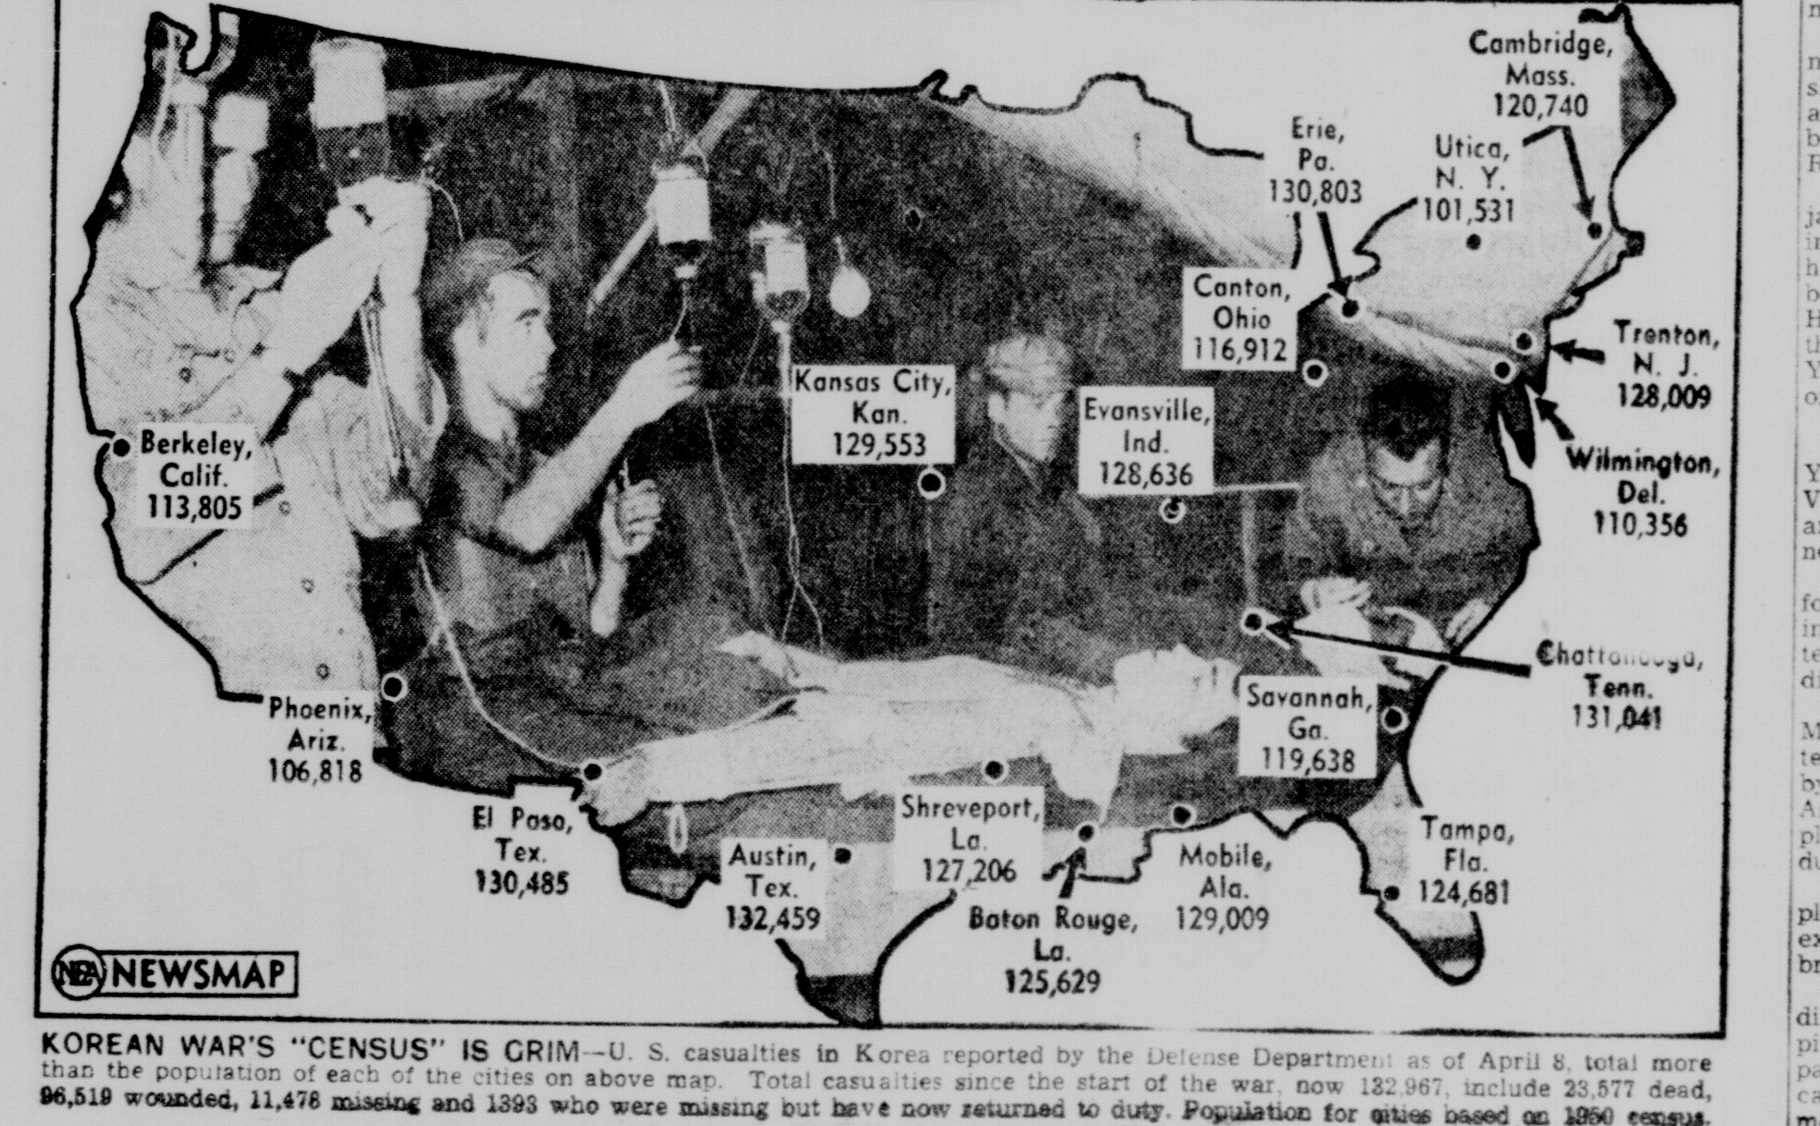 Cambridge,
Mass.
120,740
Erie,
Pa.
130,803
Utica,
N. Y.
101,531
Canton,
Ohio
116,912
Trenton,
N. J.
128,009
Kansas City,
Kan.
129,553
Evansville,
Ind.
128,636
Berkeley,
Calif.
113,805
Wilmington,
Del.
110,356
Chattanooga,
Tenn.
131,041
Phoenix,
Ariz.
106,818
Savannah,
Ga.
119,638
El Paso,
Tex.
130,485
Austin,
Tex.
132,459
Shreveport,
La.
127,206
Baton Rouge,
La.
125,629
Mobile,
Ala.
129,009
Tampa,
Fla.
124,681
NEA NEWSMAP
KOREAN WAR'S "CENSUS" IS GRIM—U. S. casualties in Korea reported by the Defense Department as of April 8, total more
than the population of each of the cities on above map. Total casualties since the start of the war, now 132,967, include 23,577 dead,
96,519 wounded, 11,478 missing and 1393 who were missing but have now returned to duty. Population for cities based on 1950 census.